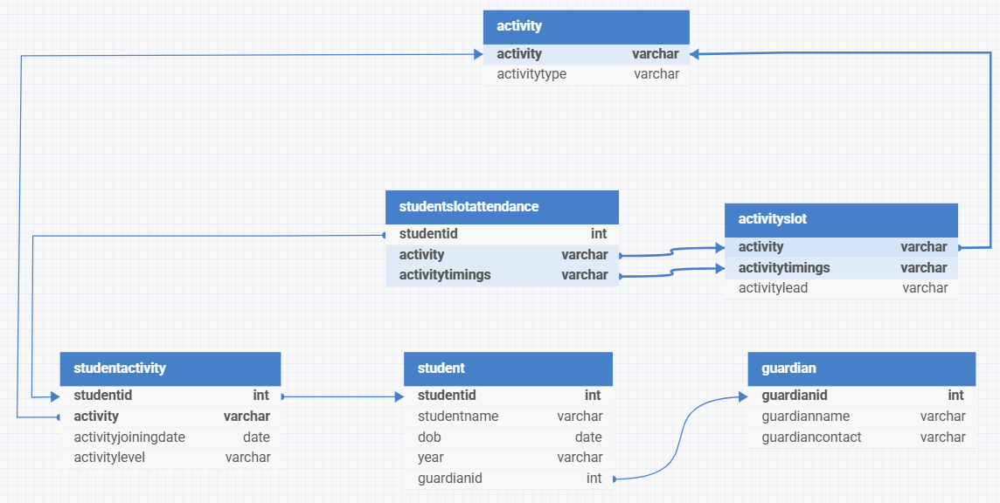 activity
activity varchar
activitytype varchar
studentslotattendance
studentid int
activity varchar
activitytimings varchar
activityslot
activity varchar
activitytimings varchar
activitylead varchar
studentactivity
studentid int
activity varchar
activityjoiningdate date
activitylevel varchar
student
studentid int
studentname varchar
dob date
year varchar
guardianid int
guardian
guardianid int
guardianname varchar
guardiancontact varchar